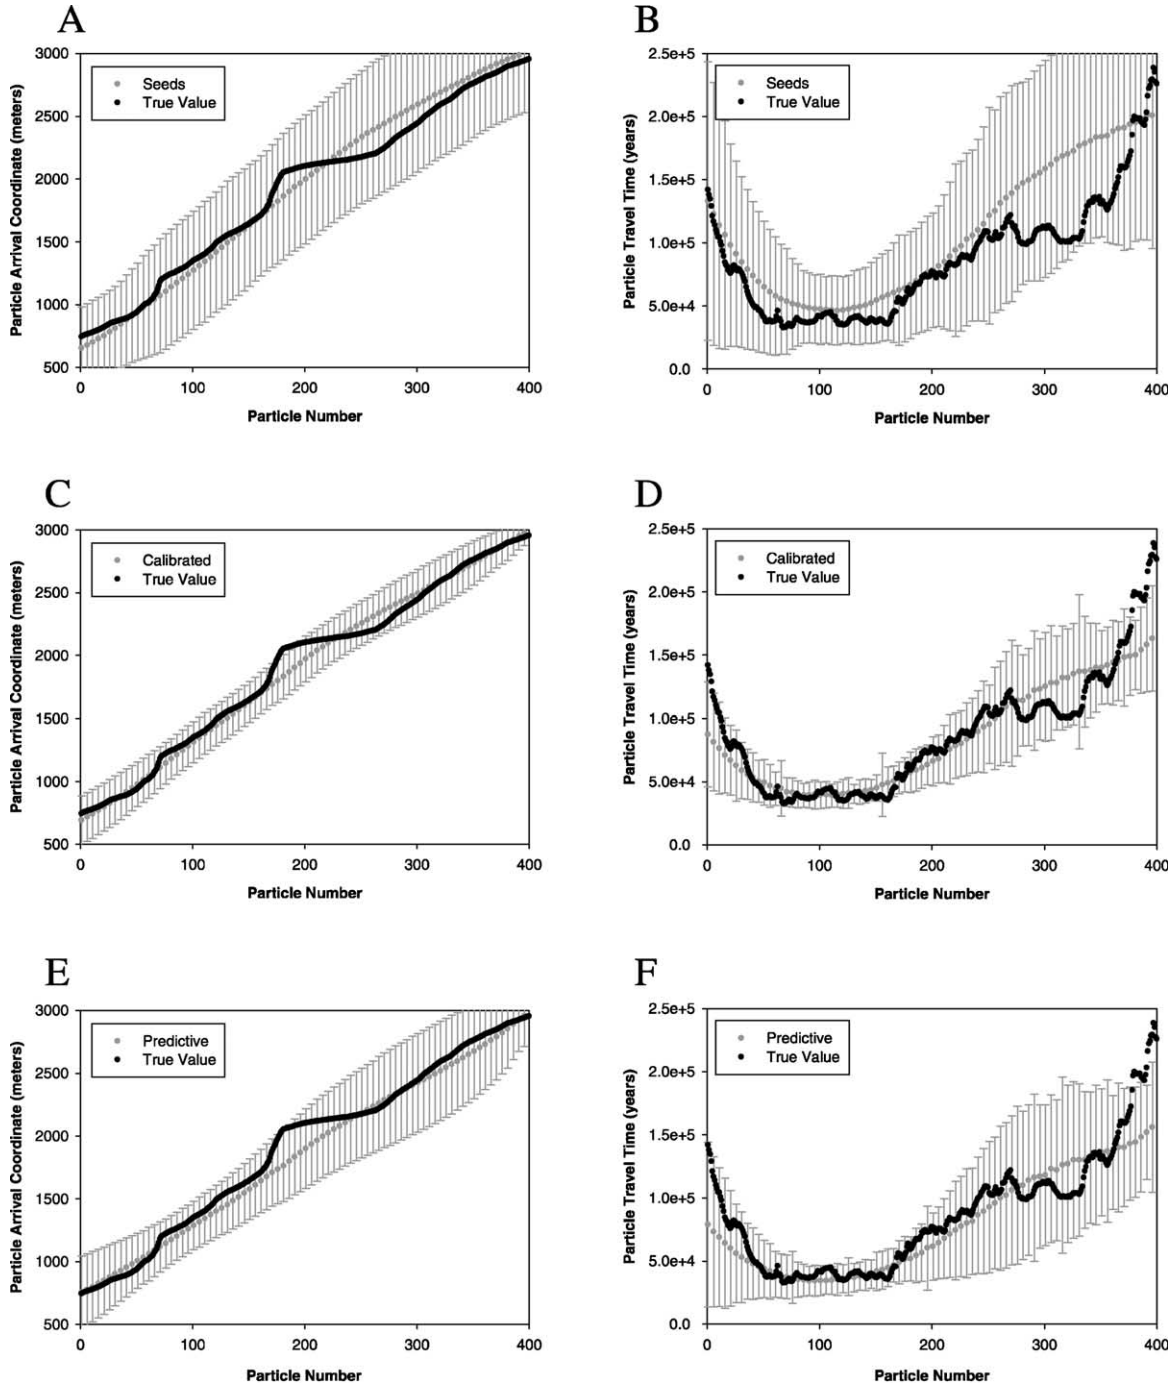 A
Particle Arrival Coordinate (meters)
3000
2500
2000
1500
1000
500
Seeds
True Value
0 100 200 300 400
Particle Number
B
Particle Travel Time (years)
2.5e+5
2.0e+5
1.5e+5
1.0e+5
5.0e+4
0.0
Seeds
True Value
0 100 200 300 400
Particle Number
C
Particle Arrival Coordinate (meters)
3000
2500
2000
1500
1000
500
Calibrated
True Value
0 100 200 300 400
Particle Number
D
Particle Travel Time (years)
2.5e+5
2.0e+5
1.5e+5
1.0e+5
5.0e+4
0.0
Calibrated
True Value
0 100 200 300 400
Particle Number
E
Particle Arrival Coordinate (meters)
3000
2500
2000
1500
1000
500
Predictive
True Value
0 100 200 300 400
Particle Number
F
Particle Travel Time (years)
2.5e+5
2.0e+5
1.5e+5
1.0e+5
5.0e+4
0.0
Predictive
True Value
0 100 200 300 400
Particle Number